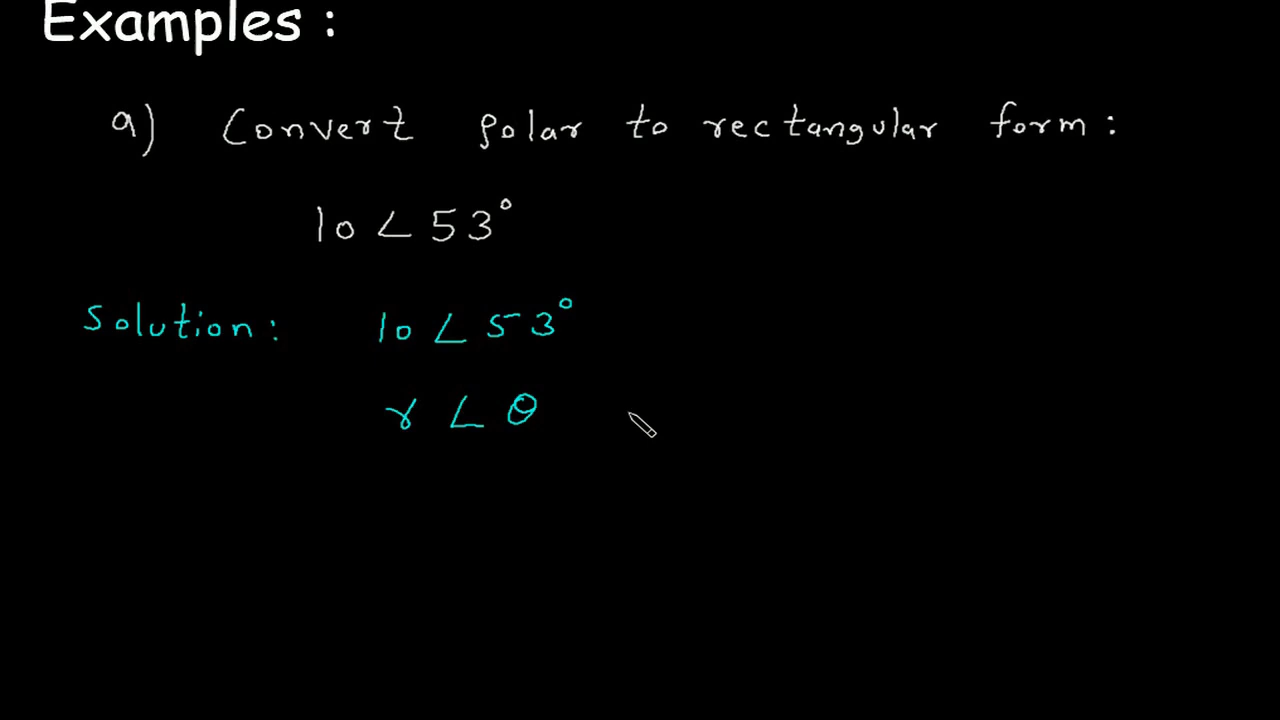 Examples :
a) Convert polar to rectangular form :
10 ∠ 53°
Solution : 10 ∠ 53°
r ∠ θ